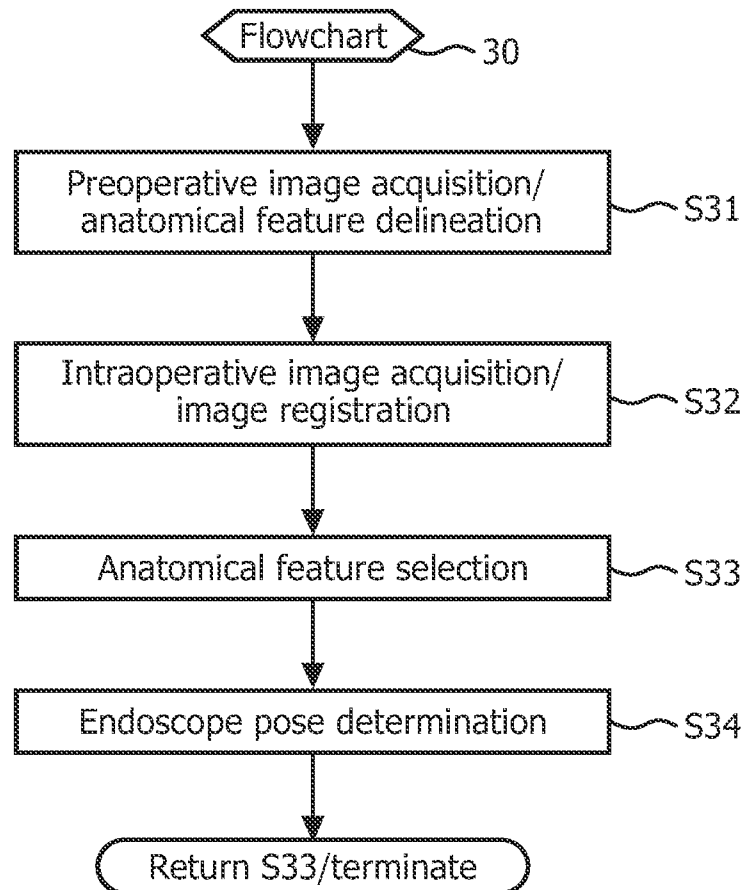 Flowchart
30
Preoperative image acquisition/
anatomical feature delineation
S31
Intraoperative image acquisition/
image registration
S32
Anatomical feature selection
S33
Endoscope pose determination
S34
Return S33/terminate